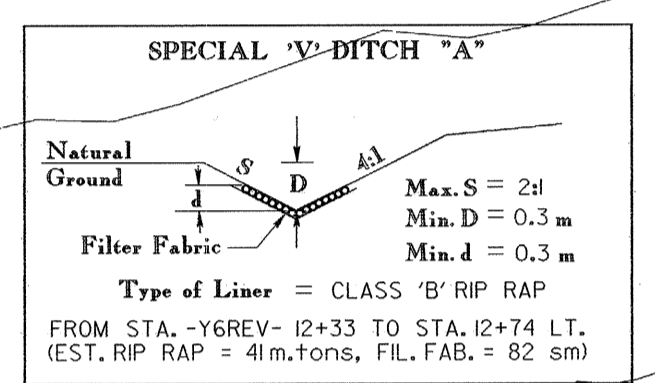 SPECIAL 'V' DITCH "A"
Natural
Ground
S
4:1
D
d
Filter Fabric
Max. S = 2:1
Min. D = 0.3 m
Min. d = 0.3 m
Type of Liner = CLASS 'B' RIP RAP
FROM STA. -Y6REV- 12+33 TO STA. 12+74 LT.
(EST. RIP RAP = 41 m.tons, FIL. FAB. = 82 sm)